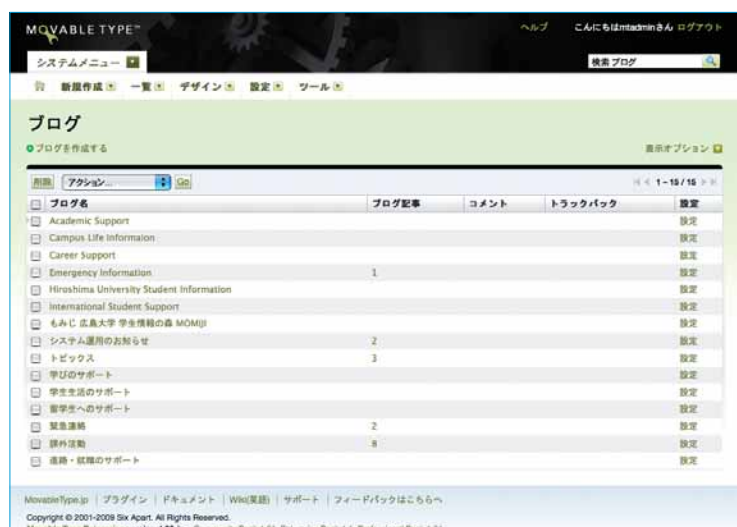 MOVABLE TYPE™
ヘルプ こんにちはmtadminさん ログアウト
システムメニュー
検索 ブログ
新規作成 一覧 デザイン 設定 ツール
ブログ
ブログを作成する
表示オプション
削除 アクション... Go
1-15 / 15
ブログ名 ブログ記事 コメント トラックバック 設定
Academic Support 設定
Campus Life Informaion 設定
Career Support 設定
Emergency Information 1 設定
Hiroshima University Student Information 設定
International Student Support 設定
もみじ 広島大学 学生情報の森 MOMIJI 設定
システム運用のお知らせ 2 設定
トピックス 3 設定
学びのサポート 設定
学生生活のサポート 設定
留学生へのサポート 設定
緊急連絡 2 設定
課外活動 8 設定
進路・就職のサポート 設定
MovableType.jp | プラグイン | ドキュメント | Wiki(英語) | サポート | フィードバックはこちらへ
Copyright © 2001-2009 Six Apart. All Rights Reserved.